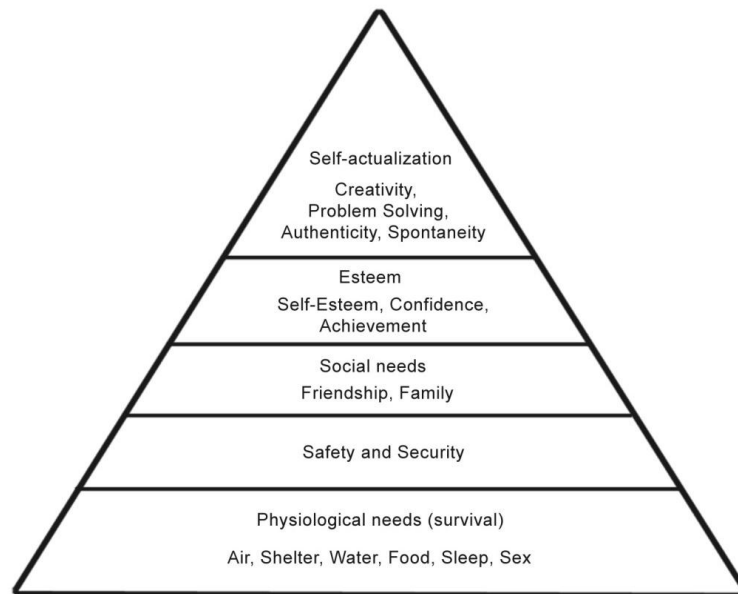 Self-actualization
Creativity,
Problem Solving,
Authenticity, Spontaneity
Esteem
Self-Esteem, Confidence,
Achievement
Social needs
Friendship, Family
Safety and Security
Physiological needs (survival)
Air, Shelter, Water, Food, Sleep, Sex